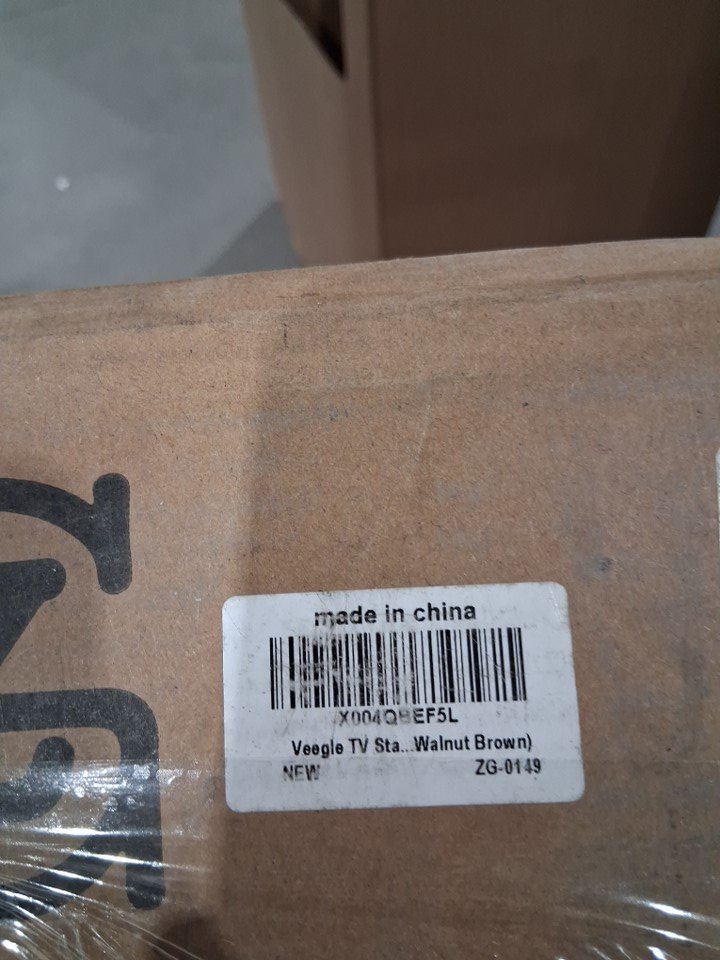 made in china
X004QBEF5L
Veegle TV Sta...Walnut Brown)
NEW
ZG-0149